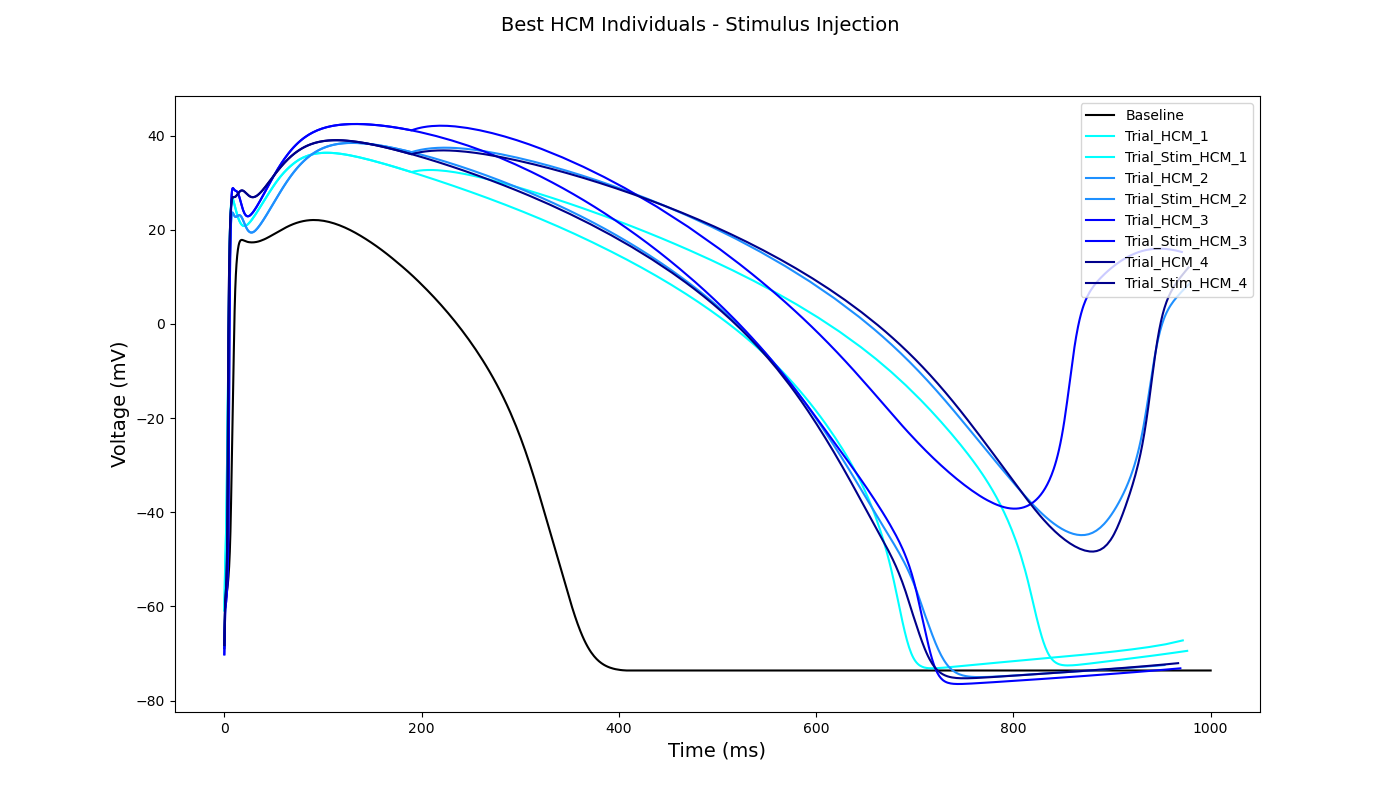 Best HCM Individuals - Stimulus Injection
Voltage (mV)
40
20
0
−20
−40
−60
−80
Baseline
Trial_HCM_1
Trial_Stim_HCM_1
Trial_HCM_2
Trial_Stim_HCM_2
Trial_HCM_3
Trial_Stim_HCM_3
Trial_HCM_4
Trial_Stim_HCM_4
0 200 400 600 800 1000
Time (ms)